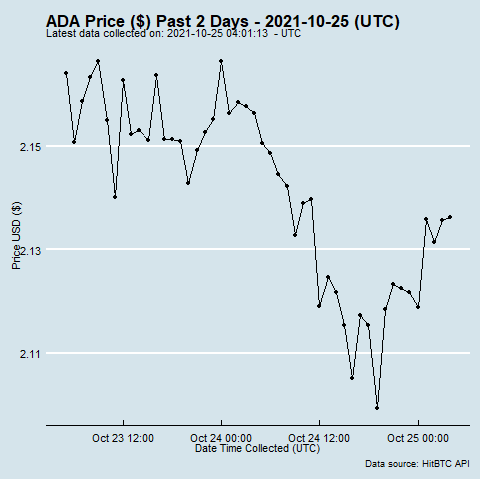 ADA Price ($) Past 2 Days - 2021-10-25 (UTC)
Latest data collected on: 2021-10-25 04:01:13 - UTC
2.15
2.13
2.11
Price USD ($)
Oct 23 12:00 Oct 24 00:00 Oct 24 12:00 Oct 25 00:00
Date Time Collected (UTC)
Data source: HitBTC API